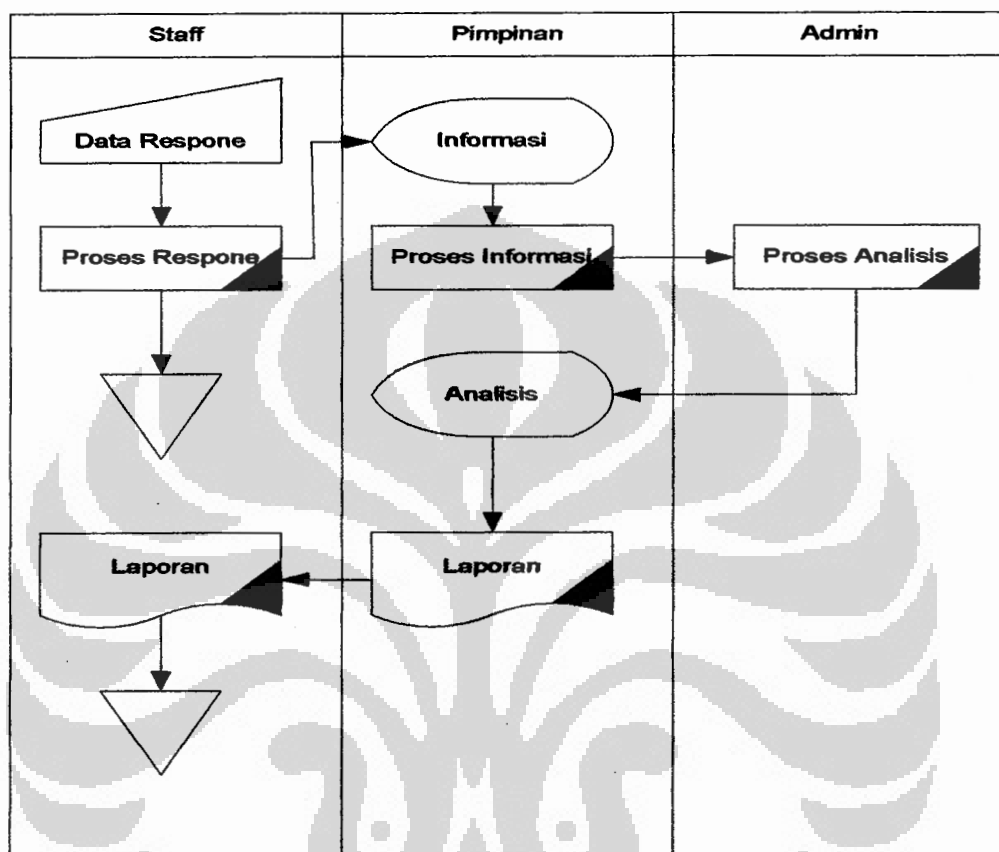 Staff
Pimpinan
Admin
Data Respone
Informasi
Proses Respone
Proses Informasi
Proses Analisis
Analisis
Laporan
Laporan